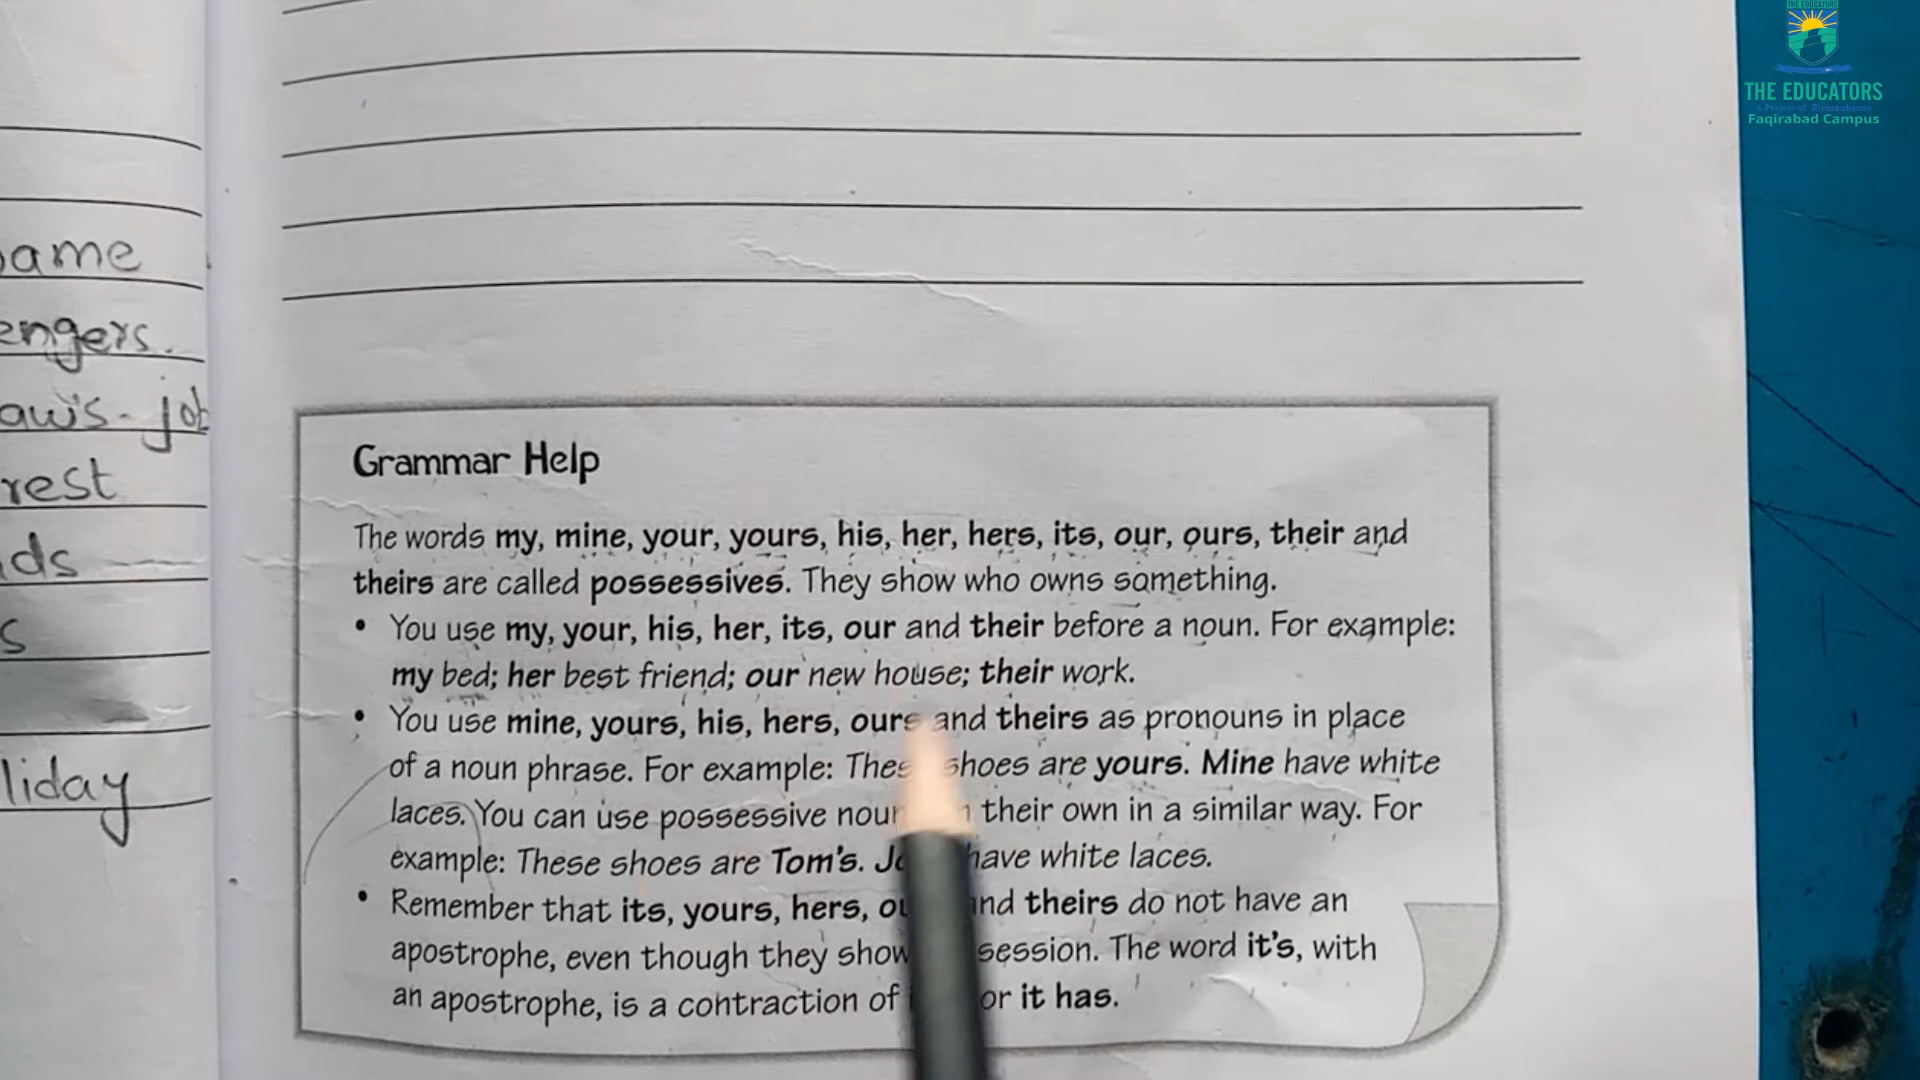 THE EDUCATORS
THE EDUCATORS
Faqirabad Campus
ame
engers.
aw's-job
rest
ds
s
liday
Grammar Help
The words my, mine, your, yours, his, her, hers, its, our, ours, their and
theirs are called possessives. They show who owns something.
• You use my, your, his, her, its, our and their before a noun. For example:
my bed; her best friend; our new house; their work.
• You use mine, yours, his, hers, ours and theirs as pronouns in place
of a noun phrase. For example: shoes are yours. Mine have white
laces. You can use possessive their own in a similar way. For
example: These shoes are Tom's. have white laces.
• Remember that its, yours, hers, and theirs do not have an
apostrophe, even though they show The word it's, with
an apostrophe, is a contraction of or it has.